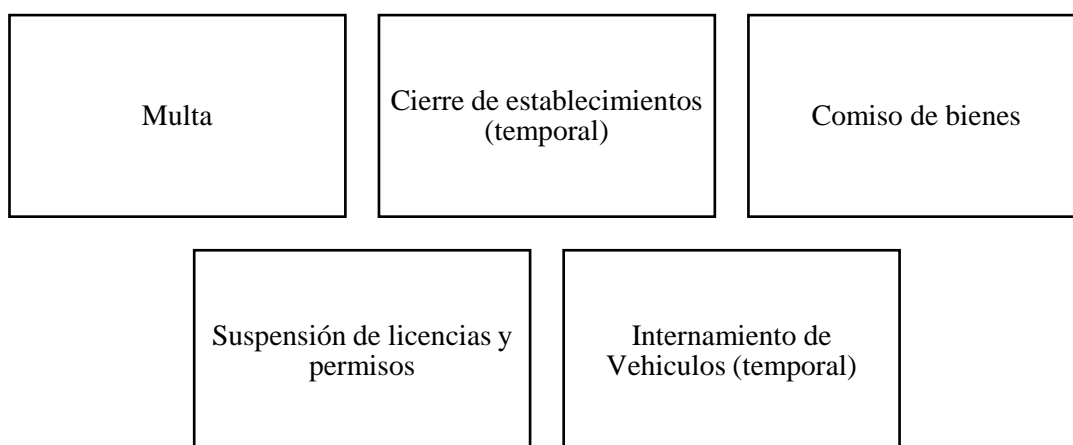 Multa
Cierre de establecimientos
(temporal)
Comiso de bienes
Suspensión de licencias y
permisos
Internamiento de
Vehiculos (temporal)